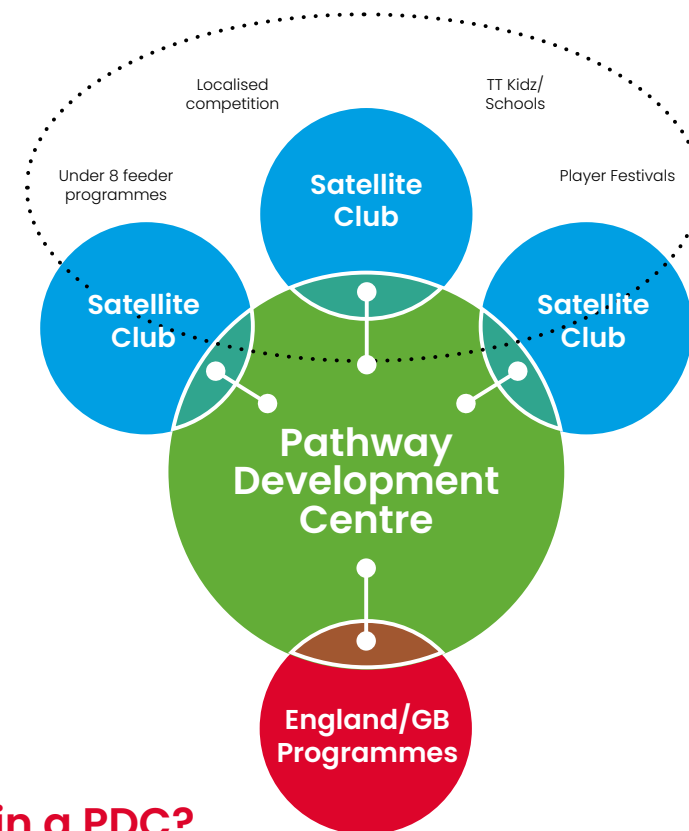 Localised
competition
TT Kidz/
Schools
Under 8 feeder
programmes
Player Festivals
Satellite
Club
Satellite
Club
Satellite
Club
Pathway
Development
Centre
England/GB
Programmes
in a PDC?